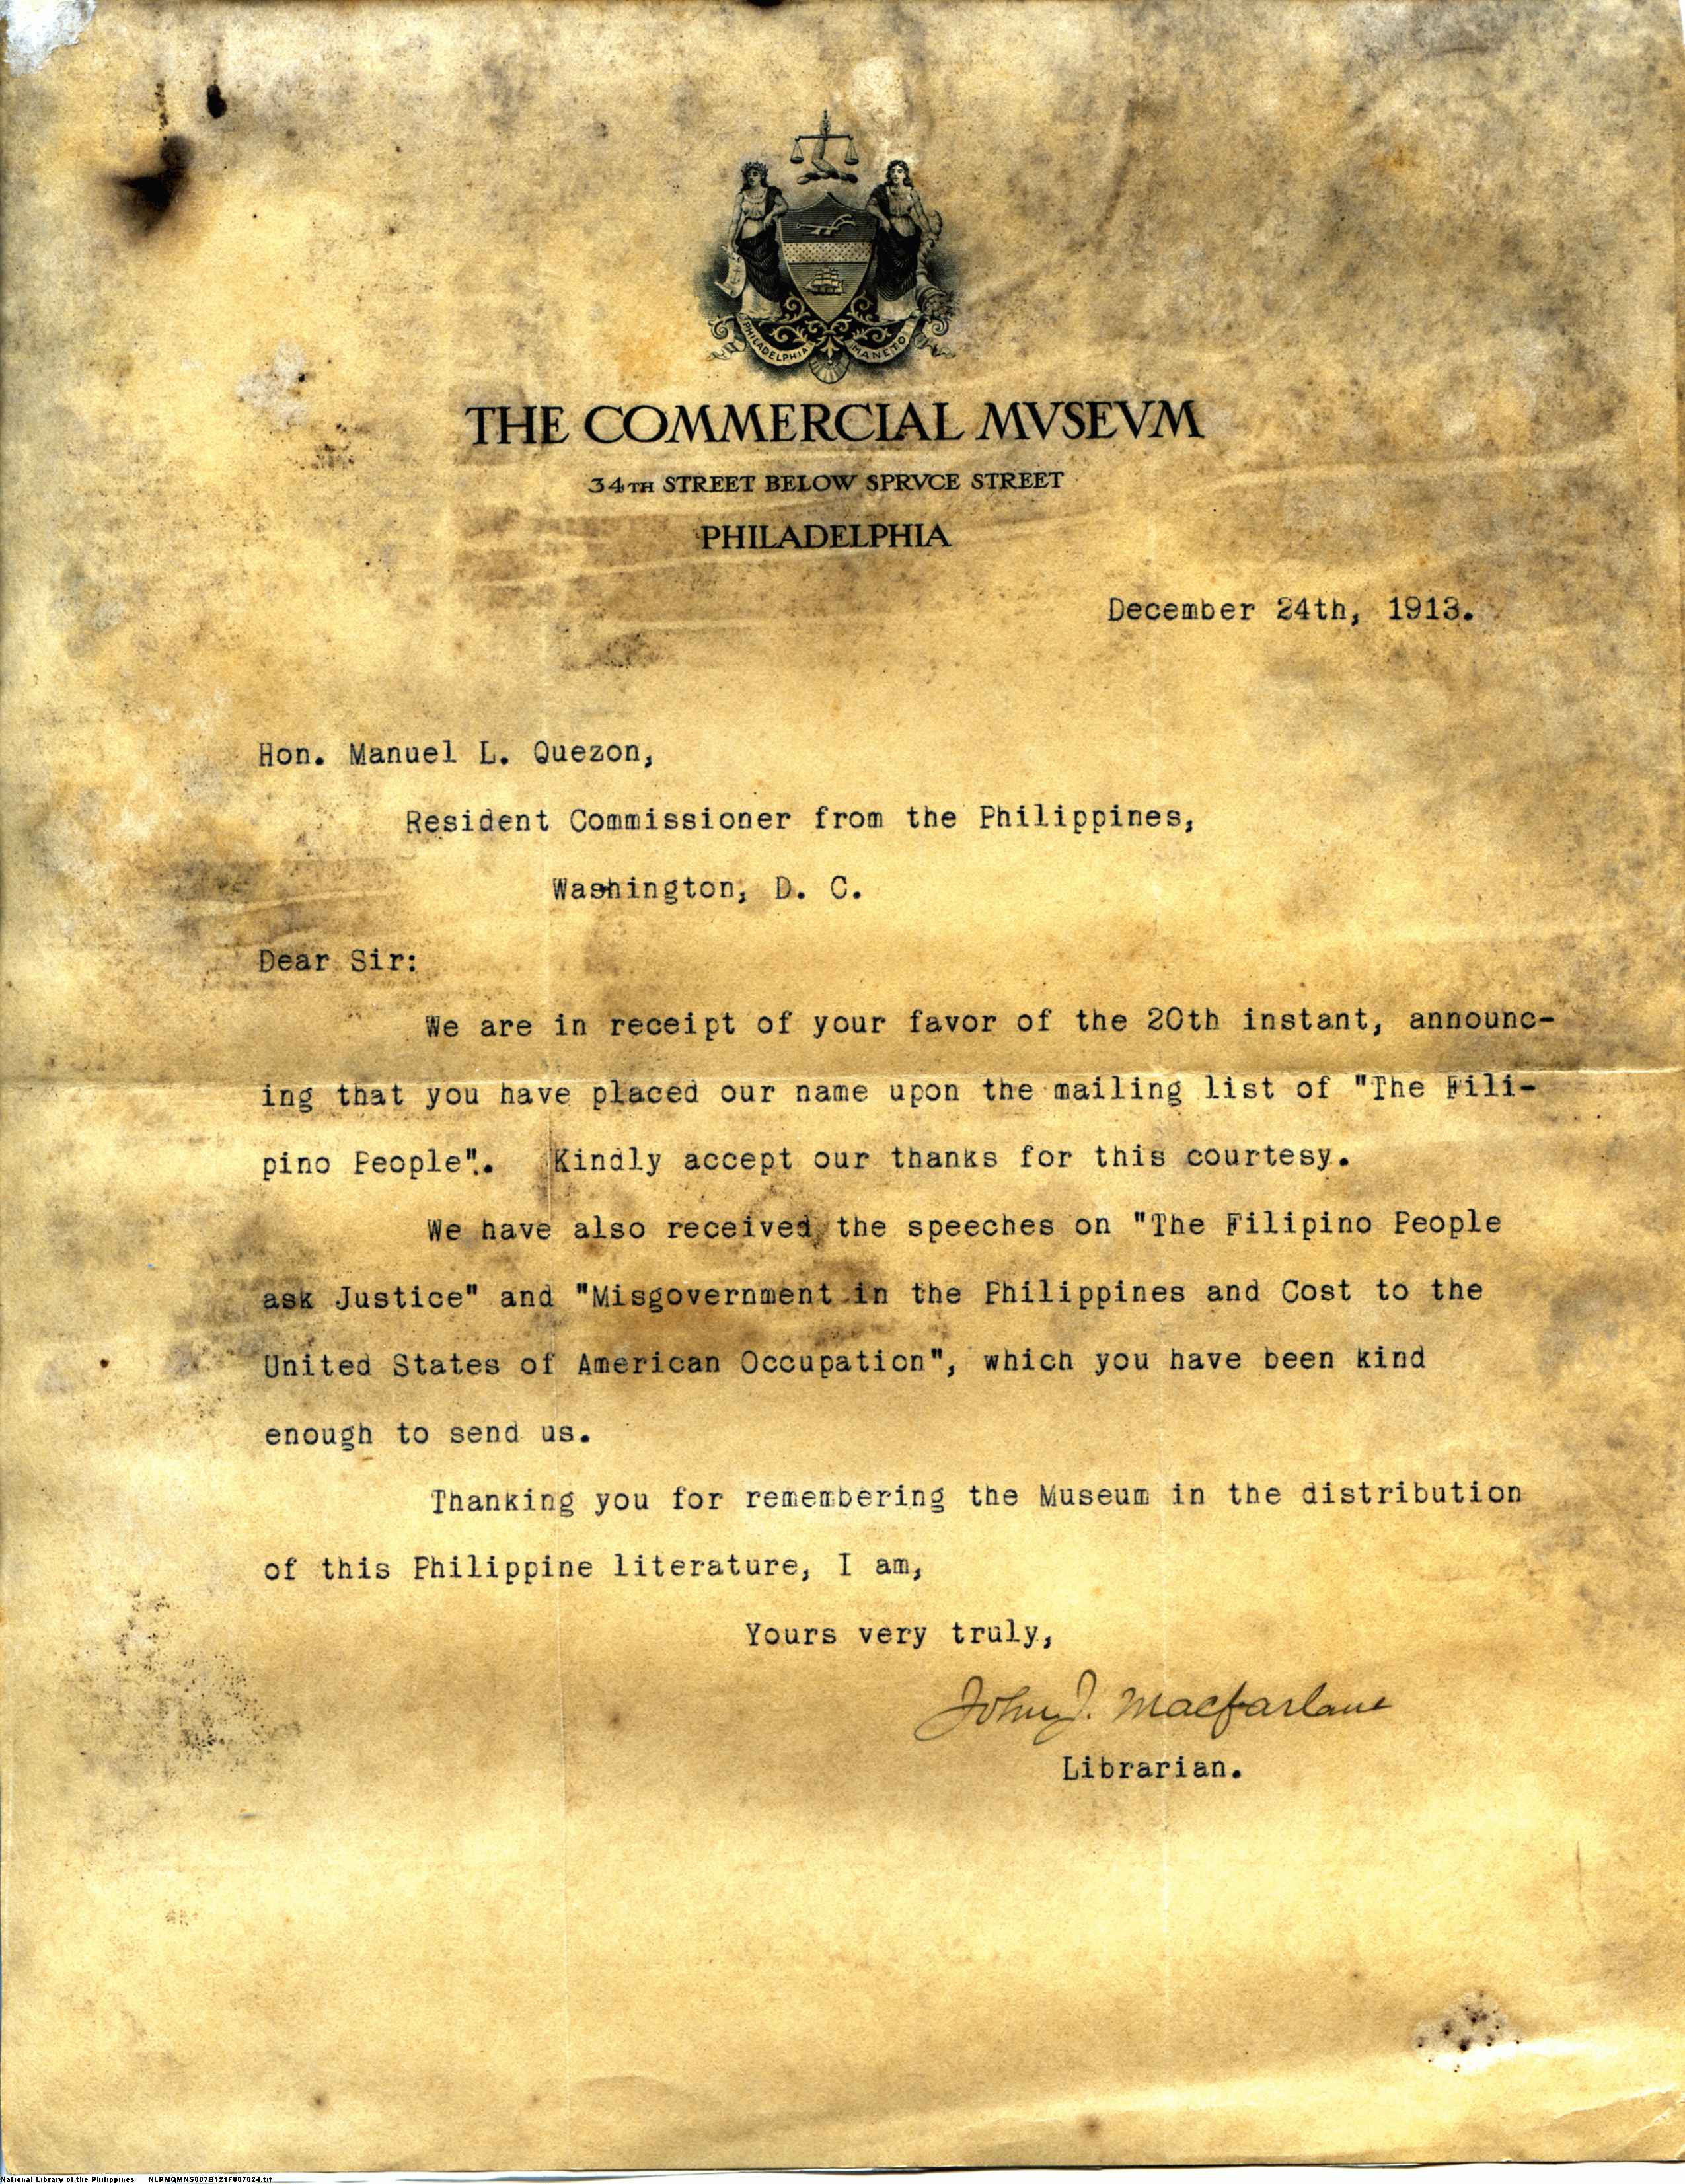 PHILADELPHIA MANETO
THE COMMERCIAL MVSEVM
34TH STREET BELOW SPRVCE STREET
PHILADELPHIA
December 24th, 1913.
Hon. Manuel L. Quezon,
Resident Commissioner from the Philippines,
Washington, D. C.
Dear Sir:
We are in receipt of your favor of the 20th instant, announc-
ing that you have placed our name upon the mailing list of "The Fili-
pino People". Kindly accept our thanks for this courtesy.
We have also received the speeches on "The Filipino People
ask Justice" and "Misgovernment in the Philippines and Cost to the
United States of American Occupation", which you have been kind
enough to send us.
Thanking you for remembering the Museum in the distribution
of this Philippine literature, I am,
Yours very truly,
John J. Macfarlane
Librarian.
National Library of the Philippines NLPMQMNS007B121F007024.tif